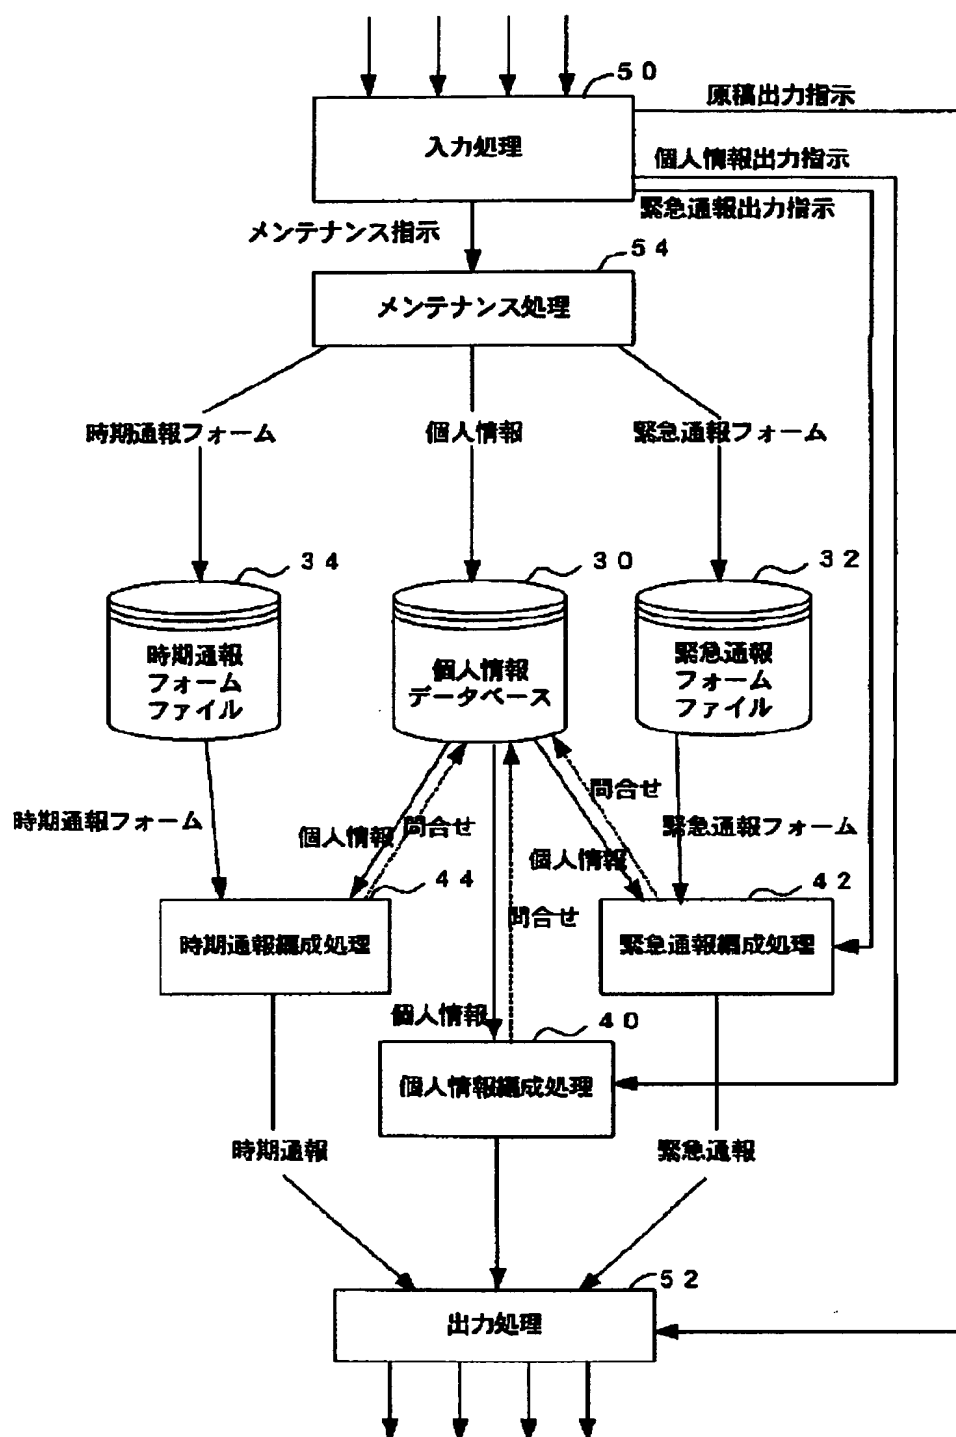 ５０
原稿出力指示
入力処理
個人情報出力指示
緊急通報出力指示
メンテナンス指示
５４
メンテナンス処理
時期通報フォーム
個人情報
緊急通報フォーム
３４
３０
３２
時期通報
フォーム
ファイル
個人情報
データベース
緊急通報
フォーム
ファイル
問合せ
時期通報フォーム
個人情報
問合せ
緊急通報フォーム
個人情報
４４
４２
問合せ
時期通報編成処理
緊急通報編成処理
個人情報
４０
個人情報編成処理
時期通報
緊急通報
５２
出力処理